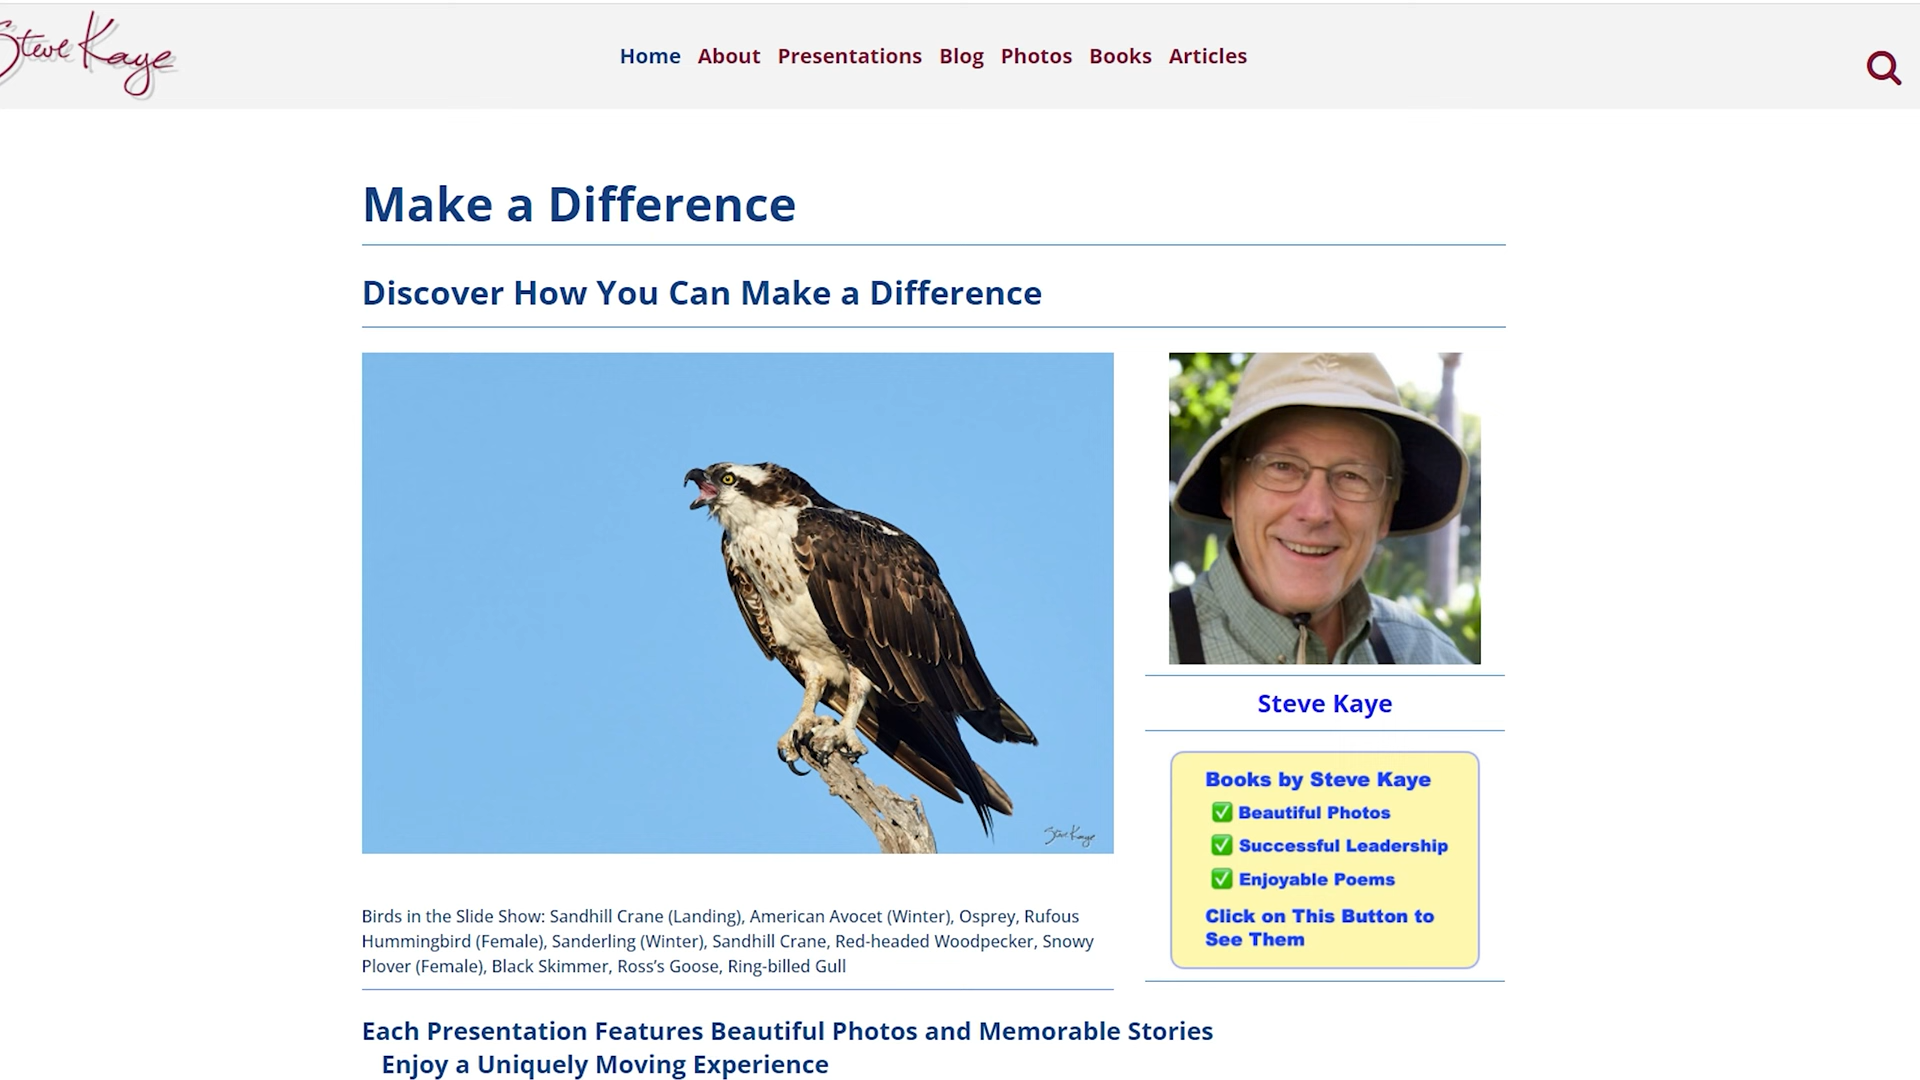 Steve Kaye
Home About Presentations Blog Photos Books Articles
Make a Difference
Discover How You Can Make a Difference
Steve Kaye
Steve Kaye
Books by Steve Kaye
✅ Beautiful Photos
✅ Successful Leadership
✅ Enjoyable Poems
Click on This Button to
See Them
Birds in the Slide Show: Sandhill Crane (Landing), American Avocet (Winter), Osprey, Rufous
Hummingbird (Female), Sanderling (Winter), Sandhill Crane, Red-headed Woodpecker, Snowy
Plover (Female), Black Skimmer, Ross’s Goose, Ring-billed Gull
Each Presentation Features Beautiful Photos and Memorable Stories
Enjoy a Uniquely Moving Experience